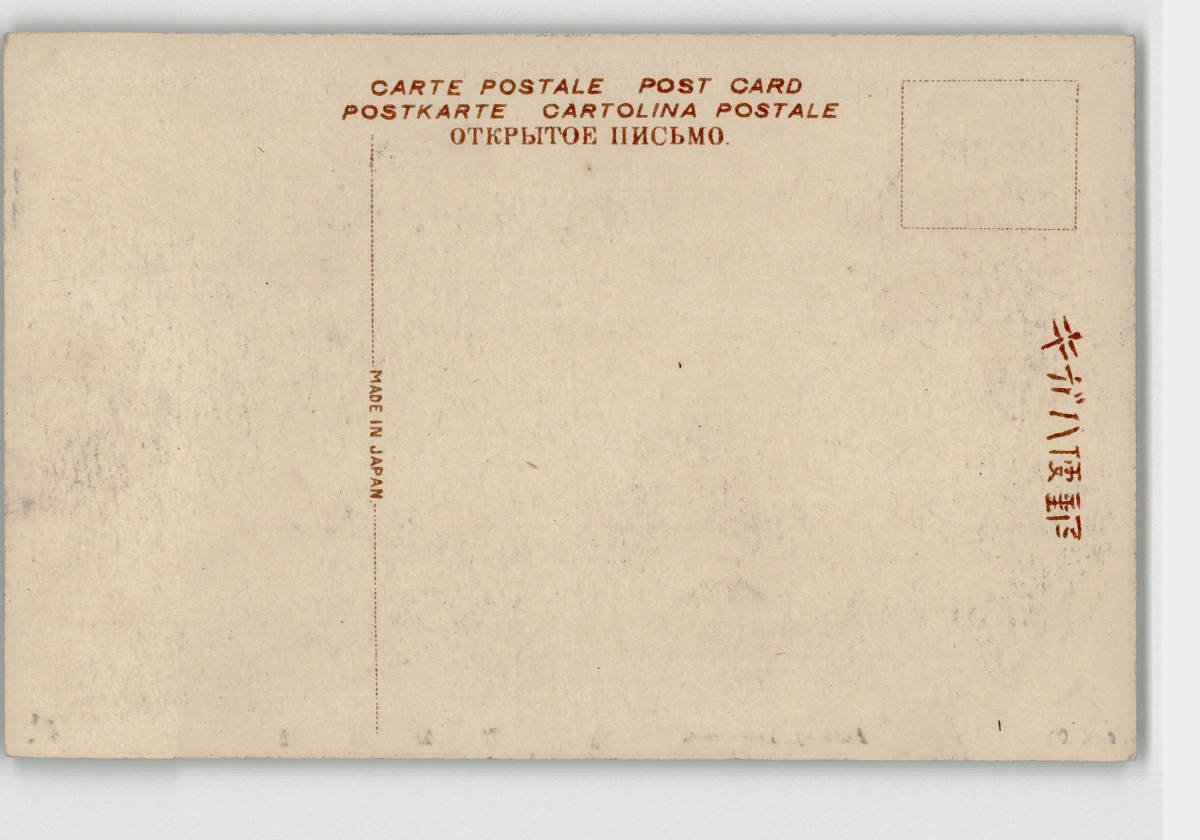 CARTE POSTALE POST CARD
POSTKARTE CARTOLINA POSTALE
ОТКРЫТОЕ ПИСЬМО.
MADE IN JAPAN
キガハ便郵